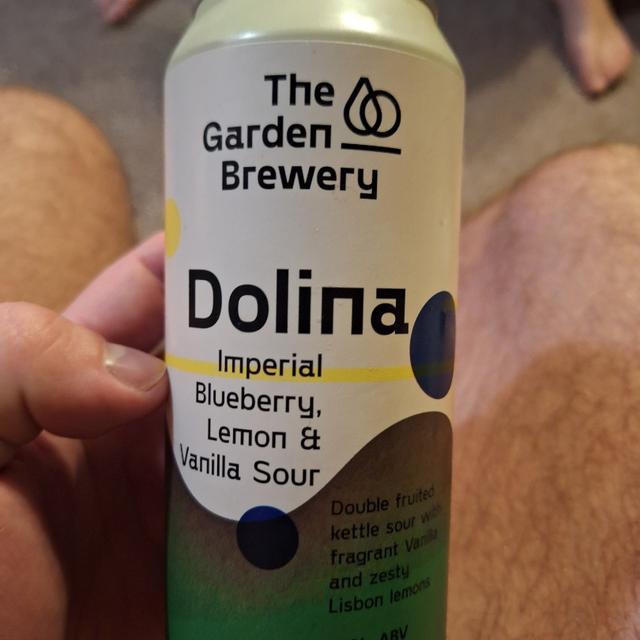 The
Garden
Brewery
Dolina
Imperial
Blueberry,
Lemon &
Vanilla Sour
Double fruited
kettle sour with
fragrant Vanilla
and zesty
Lisbon lemons
ABV